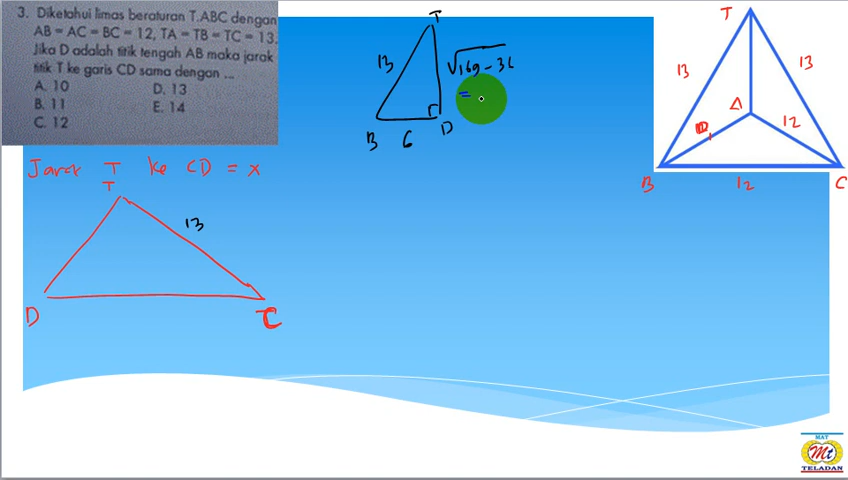 3. Diketahui limas beraturan T.ABC dengan
AB = AC = BC = 12, TA = TB = TC = 13.
Jika D adalah titik tengah AB maka jarak
titik T ke garis CD sama dengan ...
A. 10 D. 13
B. 11 E. 14
C. 12
T
13
√169 - 36
=
B 6 D
T
13 13
A
12
B 12 C
Jarak T ke CD = x
T
13
D C
MAT
Mt
TELADAN